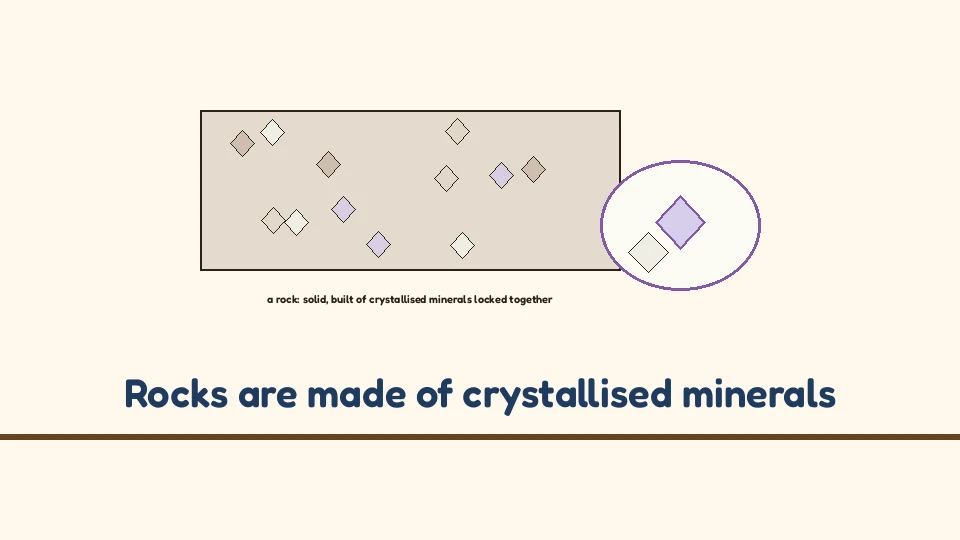 a rock: solid, built of crystallised minerals locked together
Rocks are made of crystallised minerals